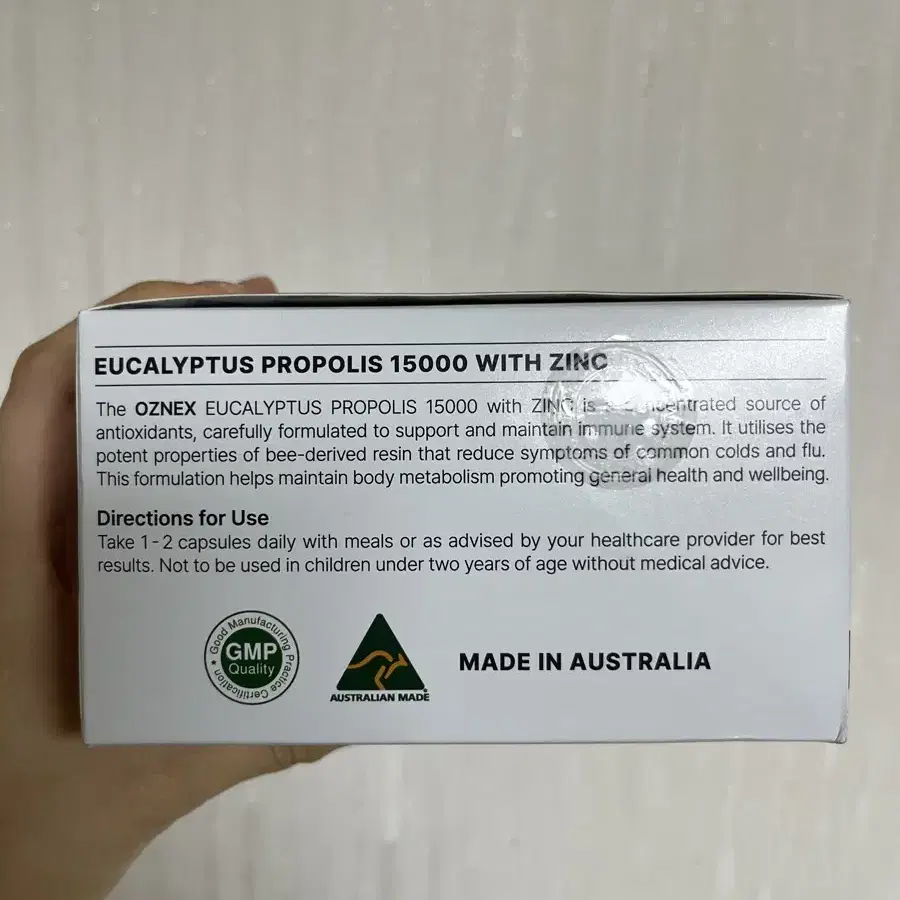 EUCALYPTUS PROPOLIS 15000 WITH ZINC
The OZNEX EUCALYPTUS PROPOLIS 15000 with ZINC is a concentrated source of
antioxidants, carefully formulated to support and maintain immune system. It utilises the
potent properties of bee-derived resin that reduce symptoms of common colds and flu.
This formulation helps maintain body metabolism promoting general health and wellbeing.
Directions for Use
Take 1-2 capsules daily with meals or as advised by your healthcare provider for best
results. Not to be used in children under two years of age without medical advice.
Good Manufacturing Practice Certification
GMP
Quality
AUSTRALIAN MADE
MADE IN AUSTRALIA